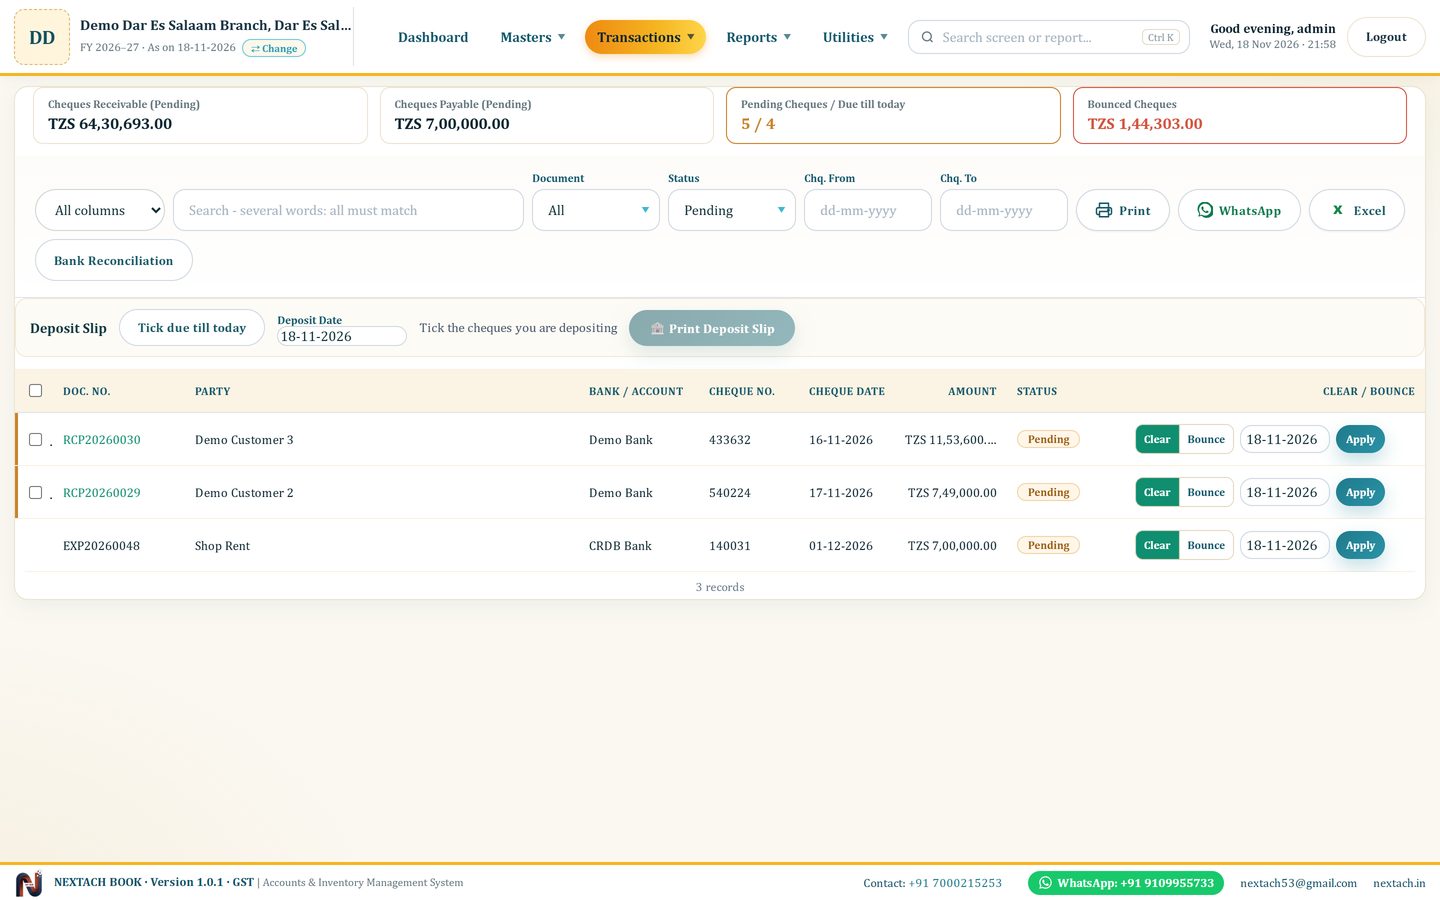 DD
Demo Dar Es Salaam Branch, Dar Es Sal...
FY 2026–27 · As on 18-11-2026 ⇄ Change
Dashboard
Masters ▼
Transactions ▼
Reports ▼
Utilities ▼
Search screen or report... Ctrl K
Good evening, admin
Wed, 18 Nov 2026 · 21:58
Logout
Cheques Receivable (Pending)
TZS 64,30,693.00
Cheques Payable (Pending)
TZS 7,00,000.00
Pending Cheques / Due till today
5 / 4
Bounced Cheques
TZS 1,44,303.00
All columns
Search - several words: all must match
Document
All
Status
Pending
Chq. From
dd-mm-yyyy
Chq. To
dd-mm-yyyy
Print
WhatsApp
X Excel
Bank Reconciliation
Deposit Slip
Tick due till today
Deposit Date
18-11-2026
Tick the cheques you are depositing
Print Deposit Slip
DOC. NO. PARTY BANK / ACCOUNT CHEQUE NO. CHEQUE DATE AMOUNT STATUS CLEAR / BOUNCE
. RCP20260030 Demo Customer 3 Demo Bank 433632 16-11-2026 TZS 11,53,600.... Pending Clear Bounce 18-11-2026 Apply
. RCP20260029 Demo Customer 2 Demo Bank 540224 17-11-2026 TZS 7,49,000.00 Pending Clear Bounce 18-11-2026 Apply
EXP20260048 Shop Rent CRDB Bank 140031 01-12-2026 TZS 7,00,000.00 Pending Clear Bounce 18-11-2026 Apply
3 records
N NEXTACH BOOK · Version 1.0.1 · GST | Accounts & Inventory Management System
Contact: +91 7000215253
WhatsApp: +91 9109955733
nextach53@gmail.com
nextach.in